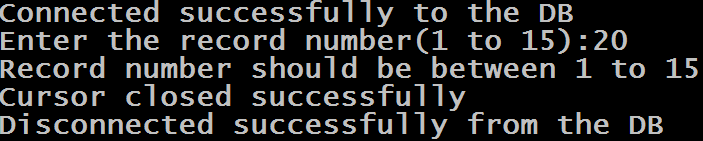 Connected successfully to the DB
Enter the record number(1 to 15):20
Record number should be between 1 to 15
Cursor closed successfully
Disconnected successfully from the DB